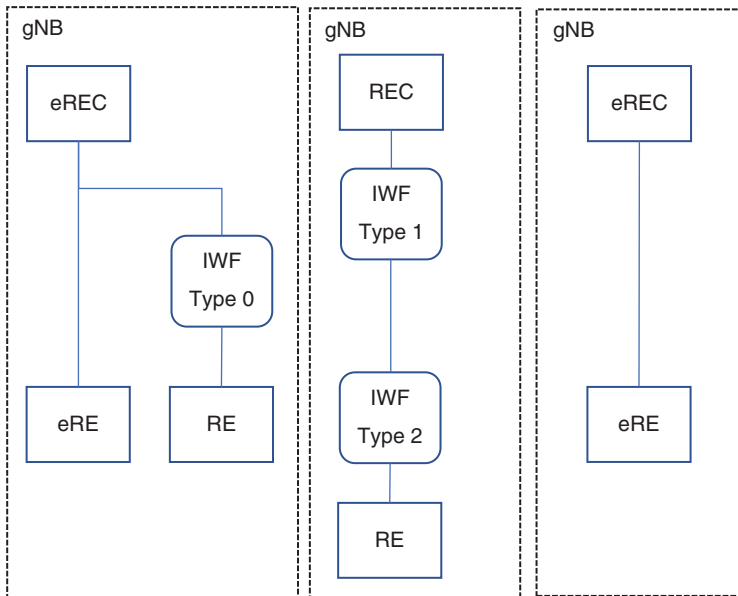 gNB
eREC
IWF
Type 0
eRE
RE
gNB
REC
IWF
Type 1
IWF
Type 2
RE
gNB
eREC
eRE